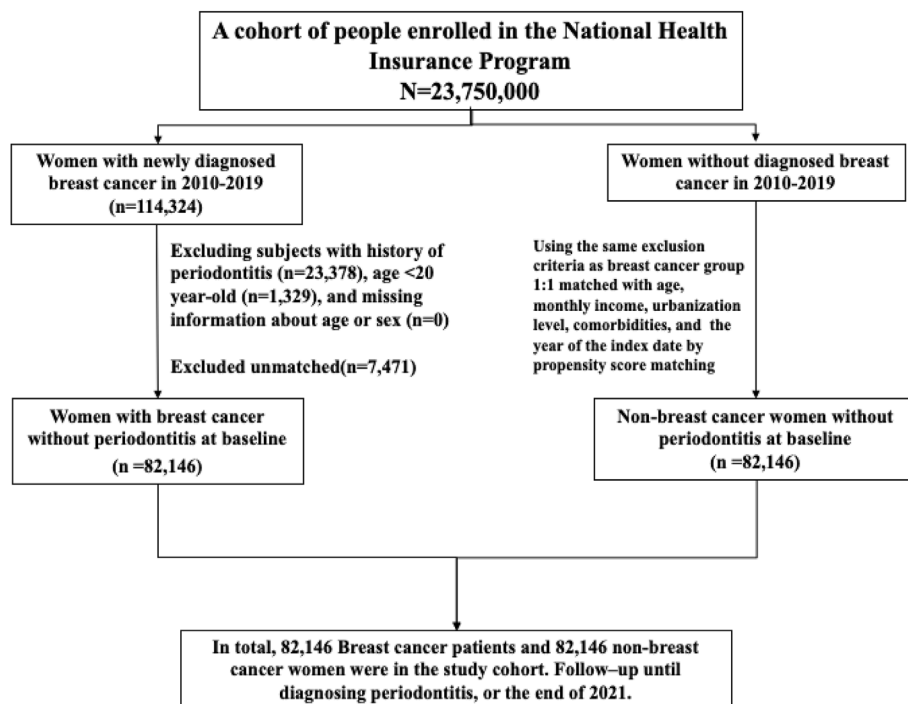 A cohort of people enrolled in the National Health
Insurance Program
N=23,750,000
Women with newly diagnosed
breast cancer in 2010-2019
(n=114,324)
Women without diagnosed breast
cancer in 2010-2019
Excluding subjects with history of
periodontitis (n=23,378), age <20
year-old (n=1,329), and missing
information about age or sex (n=0)
Excluded unmatched(n=7,471)
Using the same exclusion
criteria as breast cancer group
1:1 matched with age,
monthly income, urbanization
level, comorbidities, and the
year of the index date by
propensity score matching
Women with breast cancer
without periodontitis at baseline
(n =82,146)
Non-breast cancer women without
periodontitis at baseline
(n =82,146)
In total, 82,146 Breast cancer patients and 82,146 non-breast
cancer women were in the study cohort. Follow–up until
diagnosing periodontitis, or the end of 2021.